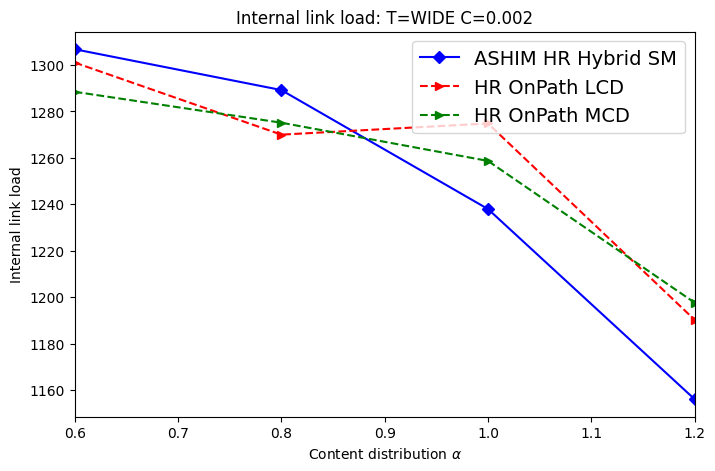 Internal link load: T=WIDE C=0.002
ASHIM HR Hybrid SM
HR OnPath LCD
HR OnPath MCD
Internal link load
1300
1280
1260
1240
1220
1200
1180
1160
0.6
0.7
0.8
0.9
1.0
1.1
1.2
Content distribution α